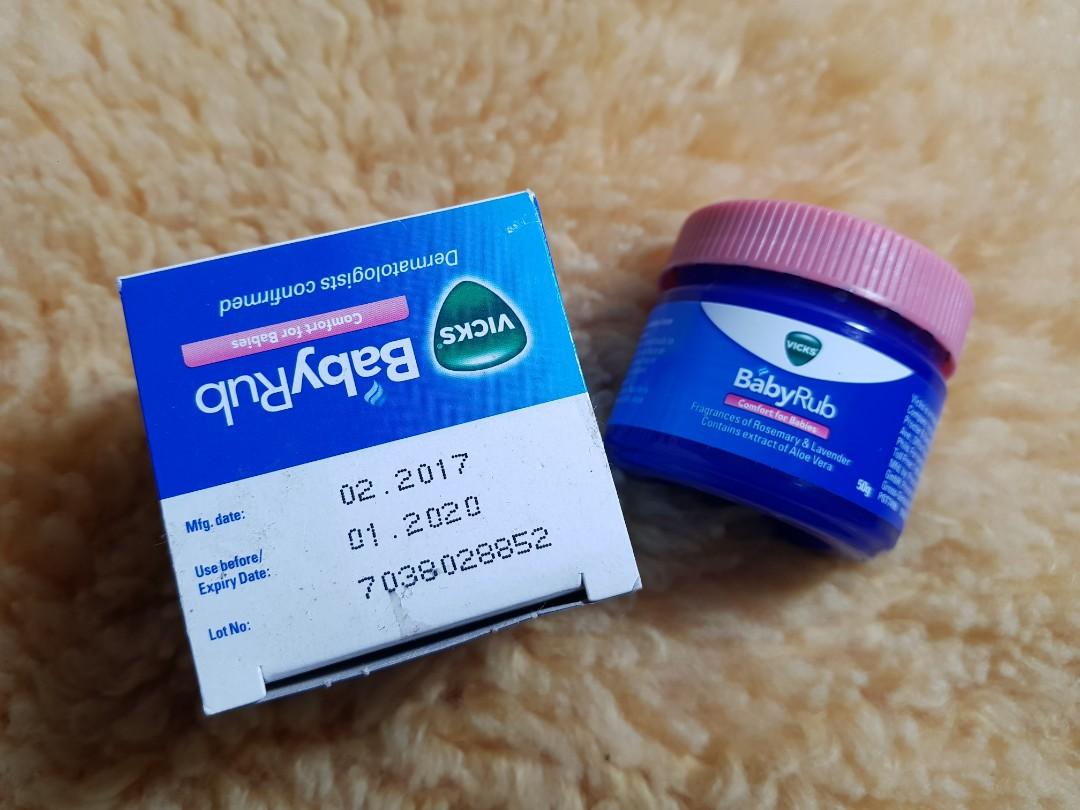 Dermatologists confirmed
VICKS
BabyRub
Comfort for Babies
Mfg. date: 02.2017
Use before/
Expiry Date: 01.2020
Lot No: 7038028852
VICKS
BabyRub
Comfort for Babies
Fragrances of Rosemary & Lavender
Contains extract of Aloe Vera
50g